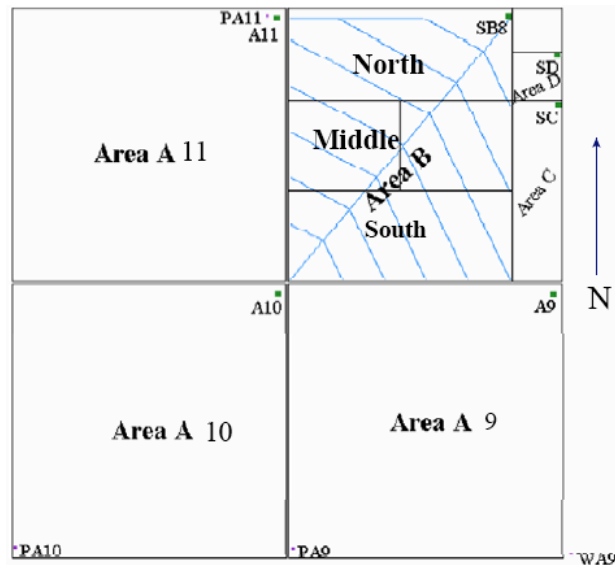 PA11
A11
SB8
North
SD
Area D
SC
Middle
Area A 11
Area B
Area C
South
N
A10
A9
Area A 10
Area A 9
PA10
PA9
WA9